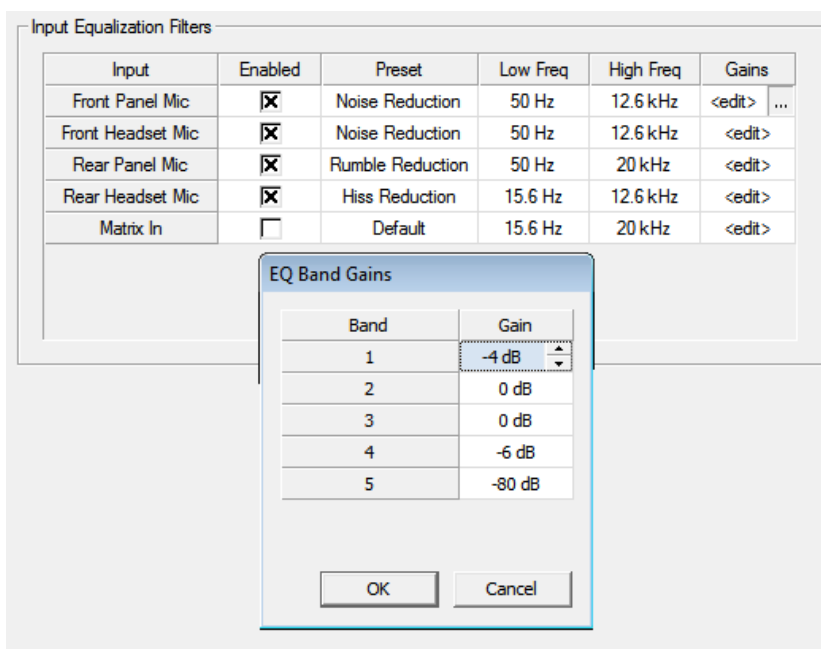 Input Equalization Filters
Input Enabled Preset Low Freq High Freq Gains
Front Panel Mic Noise Reduction 50 Hz 12.6 kHz <edit> ...
Front Headset Mic Noise Reduction 50 Hz 12.6 kHz <edit>
Rear Panel Mic Rumble Reduction 50 Hz 20 kHz <edit>
Rear Headset Mic Hiss Reduction 15.6 Hz 12.6 kHz <edit>
Matrix In Default 15.6 Hz 20 kHz <edit>
EQ Band Gains
Band Gain
1 -4 dB
2 0 dB
3 0 dB
4 -6 dB
5 -80 dB
OK Cancel